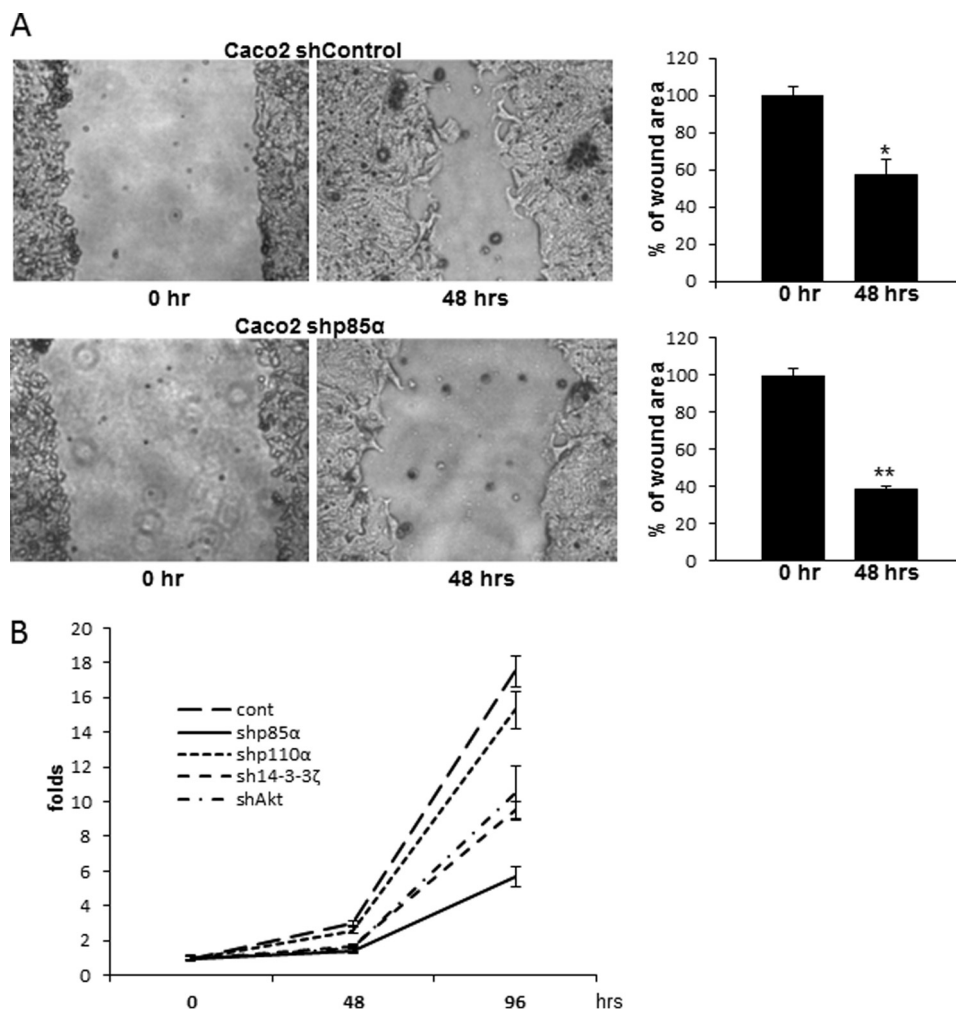 A
Caco2 shControl
0 hr
48 hrs
% of wound area
120
100
80
60
40
20
0
*
0 hr
48 hrs
Caco2 shp85α
0 hr
48 hrs
% of wound area
120
100
80
60
40
20
0
**
0 hr
48 hrs
B
folds
20
18
16
14
12
10
8
6
4
2
0
cont
shp85α
shp110α
sh14-3-3ζ
shAkt
0
48
96
hrs